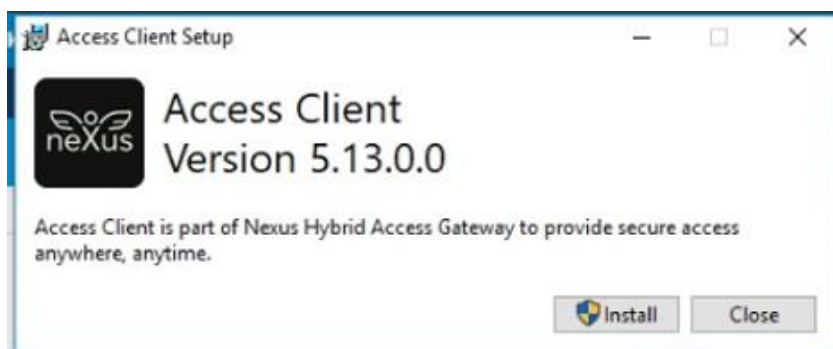 Access Client Setup
neXus
Access Client
Version 5.13.0.0
Access Client is part of Nexus Hybrid Access Gateway to provide secure access
anywhere, anytime.
Install Close